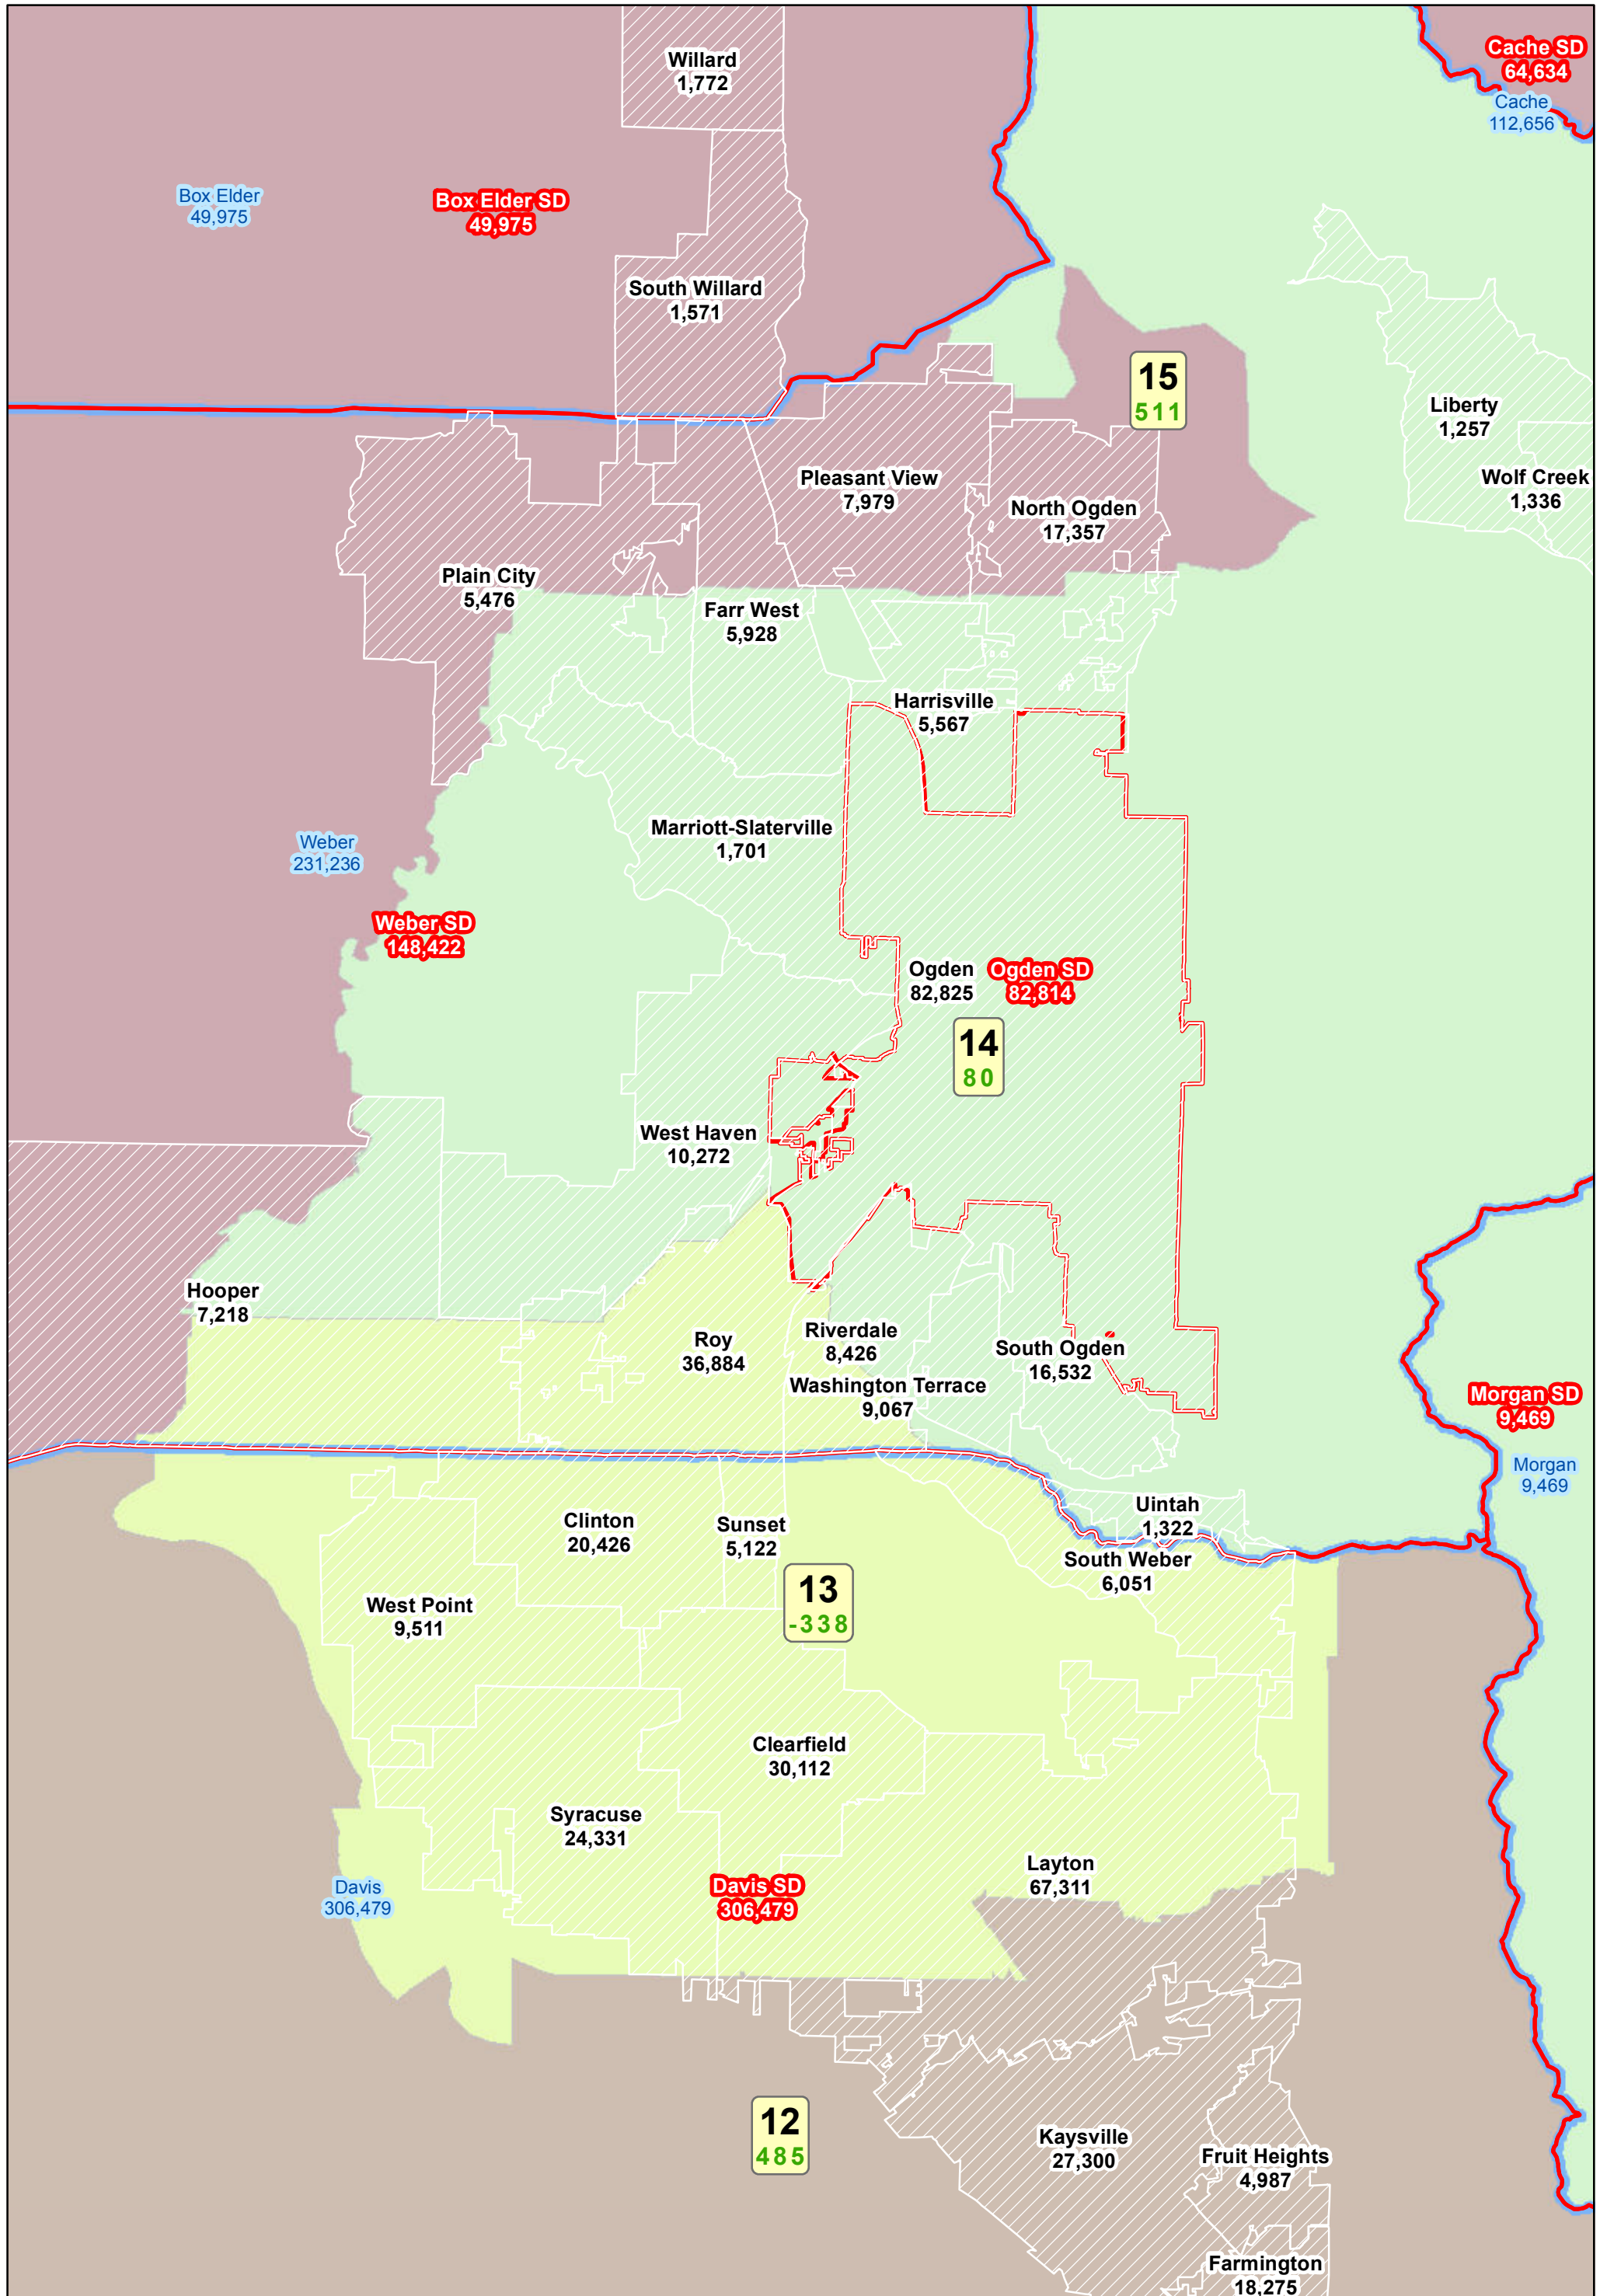 Willard
1,772
Cache SD
64,634
Cache
112,656
Box Elder
49,975
Box Elder SD
49,975
South Willard
1,571
15
511
Liberty
1,257
Wolf Creek
1,336
Pleasant View
7,979
North Ogden
17,357
Plain City
5,476
Farr West
5,928
Harrisville
5,567
Marriott-Slaterville
1,701
Weber
231,236
Weber SD
148,422
Ogden
82,825
Ogden SD
82,814
14
80
West Haven
10,272
Hooper
7,218
Roy
36,884
Riverdale
8,426
South Ogden
16,532
Washington Terrace
9,067
Morgan SD
9,469
Morgan
9,469
Uintah
1,322
Clinton
20,426
Sunset
5,122
South Weber
6,051
13
-338
West Point
9,511
Clearfield
30,112
Syracuse
24,331
Layton
67,311
Davis
306,479
Davis SD
306,479
12
485
Kaysville
27,300
Fruit Heights
4,987
Farmington
18,275